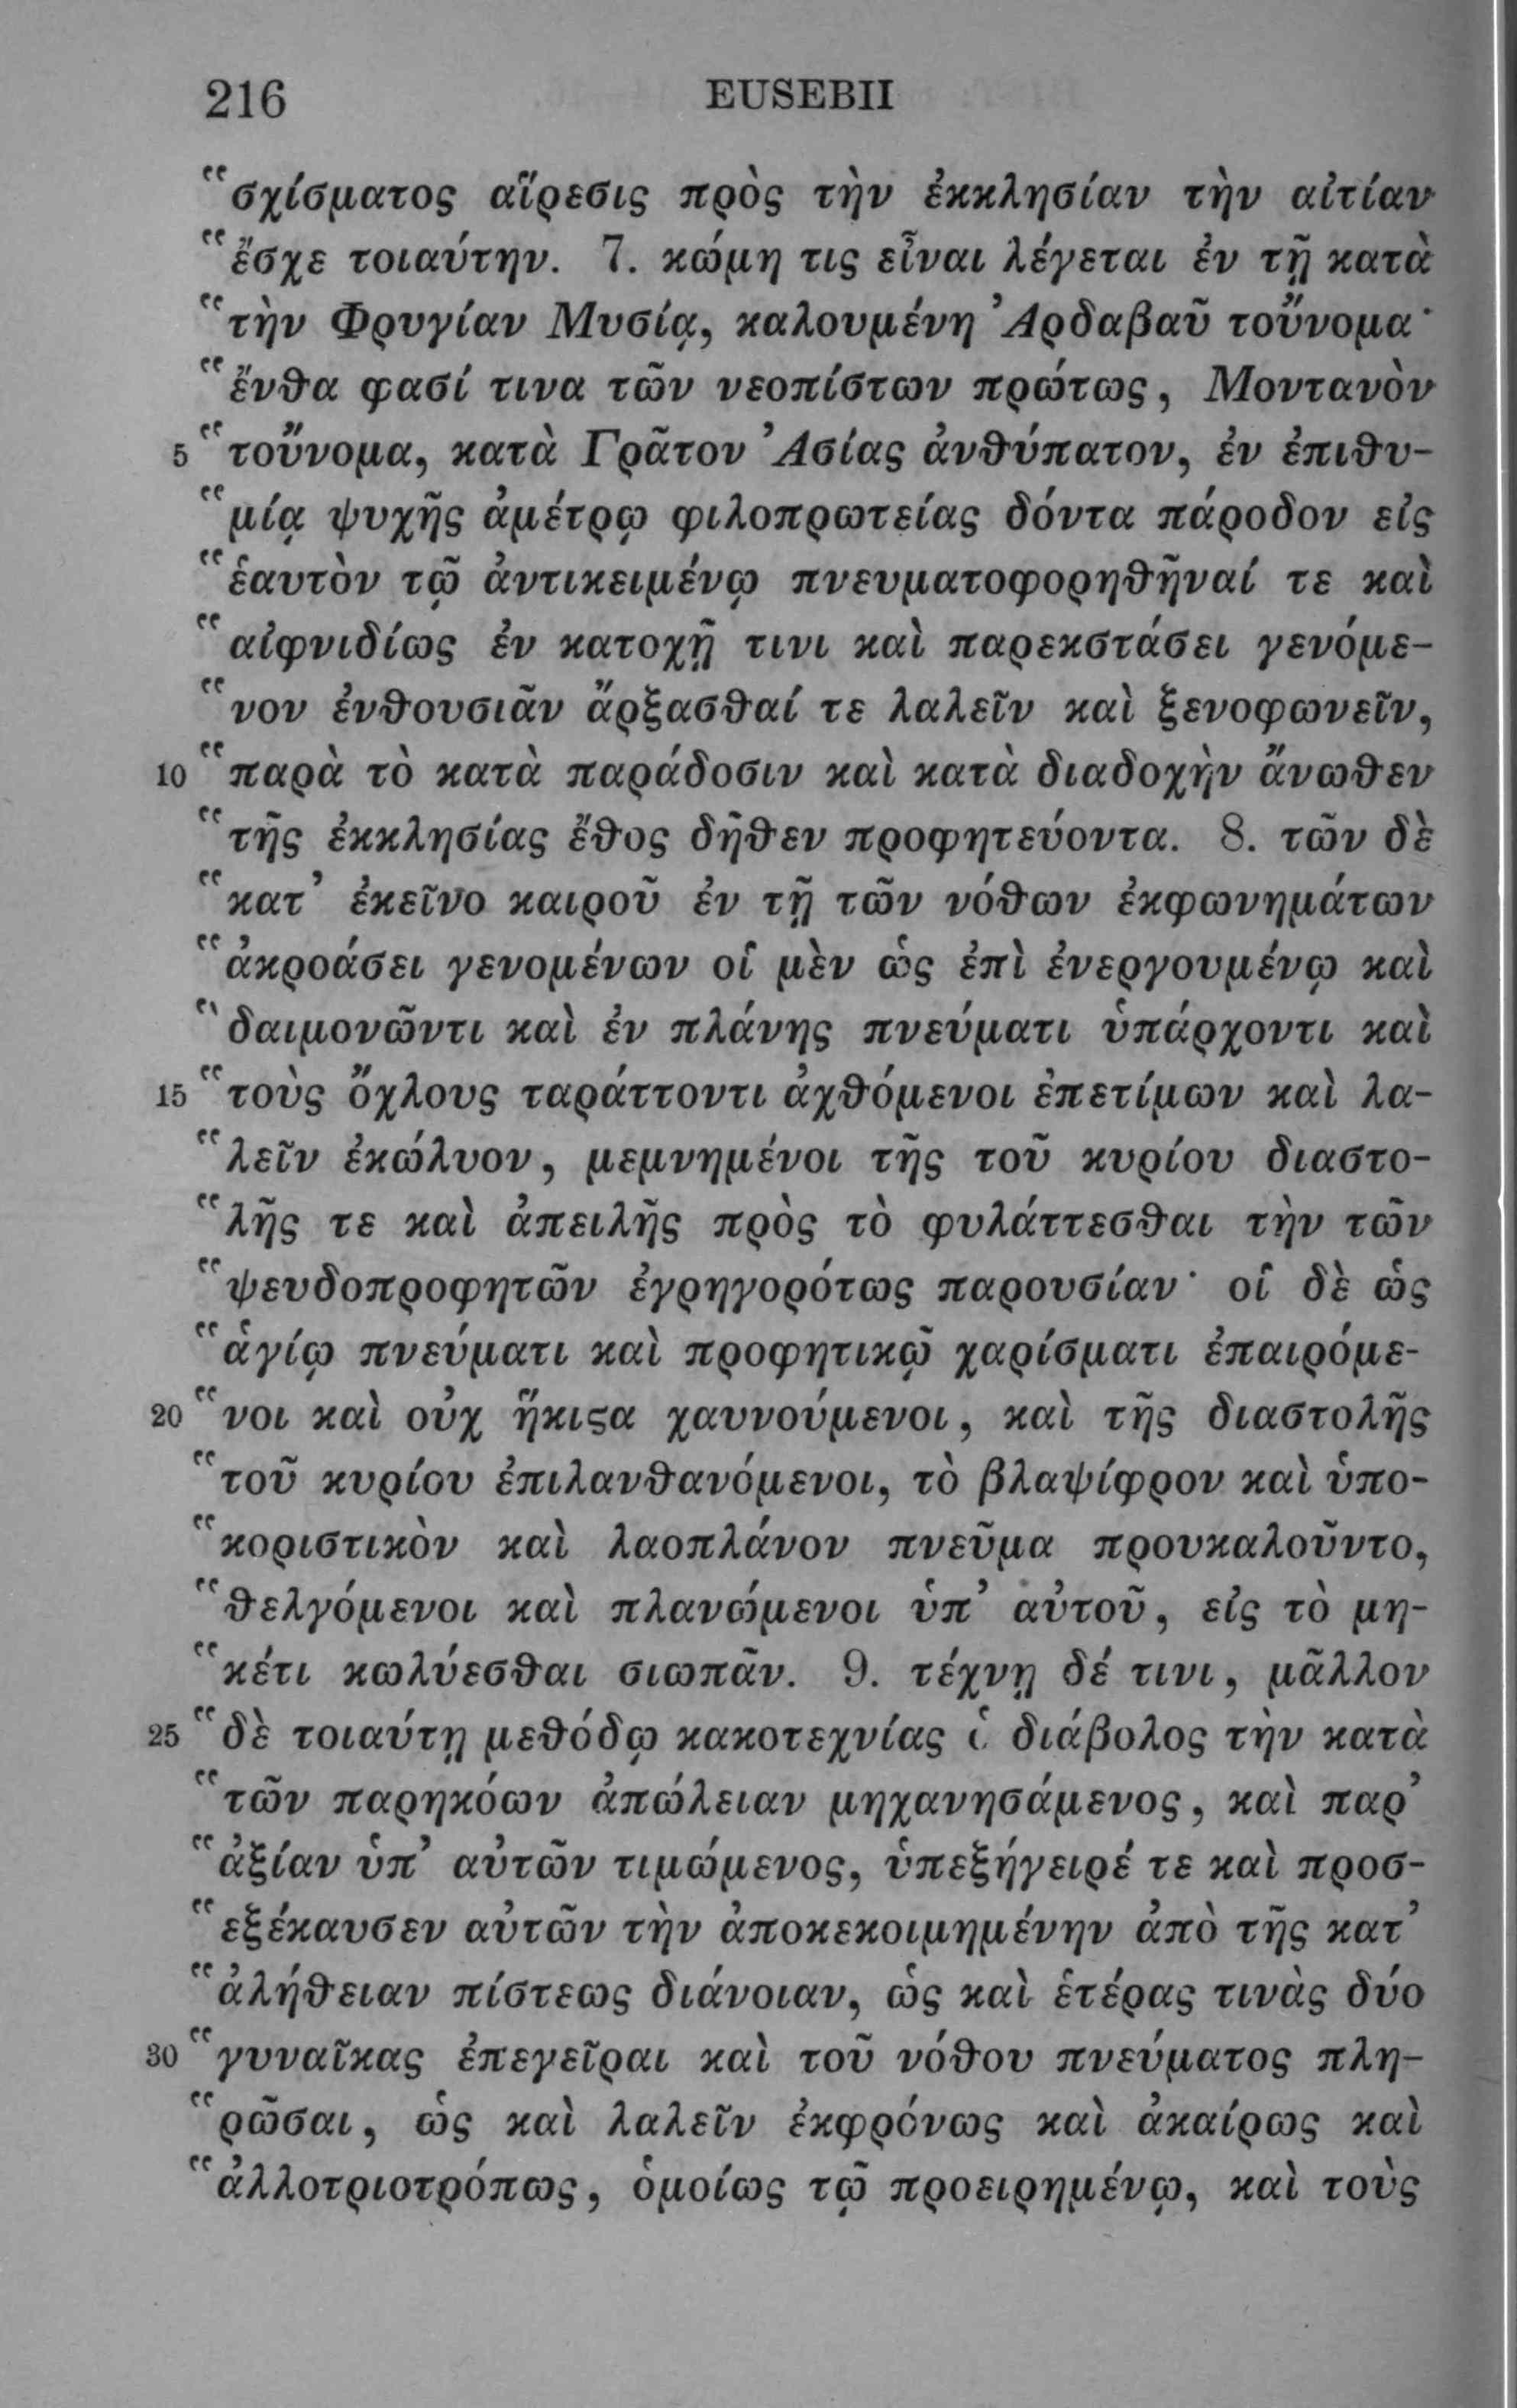 216 EUSEBII
“σχίσματος αἵρεσις πρὸς τὴν ἐκκλησίαν τὴν αἰτίαν
“ἔσχε τοιαύτην. 7. κώμη τις εἶναι λέγεται ἐν τῇ κατὰ
“τὴν Φρυγίαν Μυσίᾳ, καλουμένη Ἀρδαβαῦ τοὔνομα·
“ἔνθα φασί τινα τῶν νεοπίστων πρώτως, Μοντανὸν
5 “τοὔνομα, κατὰ Γρᾶτον Ἀσίας ἀνθύπατον, ἐν ἐπιθυ-
“μίᾳ ψυχῆς ἀμέτρῳ φιλοπρωτείας δόντα πάροδον εἰς
“ἑαυτὸν τῷ ἀντικειμένῳ πνευματοφορηθῆναί τε καὶ
“αἰφνιδίως ἐν κατοχῇ τινι καὶ παρεκστάσει γενόμε-
“νον ἐνθουσιᾶν ἄρξασθαί τε λαλεῖν καὶ ξενοφωνεῖν,
10 “παρὰ τὸ κατὰ παράδοσιν καὶ κατὰ διαδοχὴν ἄνωθεν
“τῆς ἐκκλησίας ἔθος δῆθεν προφητεύοντα. 8. τῶν δὲ
“κατ’ ἐκεῖνο καιροῦ ἐν τῇ τῶν νόθων ἐκφωνημάτων
“ἀκροάσει γενομένων οἱ μὲν ὡς ἐπὶ ἐνεργουμένῳ καὶ
“δαιμονῶντι καὶ ἐν πλάνης πνεύματι ὑπάρχοντι καὶ
15 “τοὺς ὄχλους ταράττοντι ἀχθόμενοι ἐπετίμων καὶ λα-
“λεῖν ἐκώλυον, μεμνημένοι τῆς τοῦ κυρίου διαστο-
“λῆς τε καὶ ἀπειλῆς πρὸς τὸ φυλάττεσθαι τὴν τῶν
“ψευδοπροφητῶν ἐγρηγορότως παρουσίαν· οἱ δὲ ὡς
“ἁγίῳ πνεύματι καὶ προφητικῷ χαρίσματι ἐπαιρόμε-
20 “νοι καὶ οὐχ ἥκιϛα χαυνούμενοι, καὶ τῆς διαστολῆς
“τοῦ κυρίου ἐπιλανθανόμενοι, τὸ βλαψίφρον καὶ ὑπο-
“κοριστικὸν καὶ λαοπλάνον πνεῦμα προυκαλοῦντο,
“θελγόμενοι καὶ πλανώμενοι ὑπ’ αὐτοῦ, εἰς τὸ μη-
“κέτι κωλύεσθαι σιωπᾶν. 9. τέχνῃ δέ τινι, μᾶλλον
25 “δὲ τοιαύτῃ μεθόδῳ κακοτεχνίας ὁ διάβολος τὴν κατὰ
“τῶν παρηκόων ἀπώλειαν μηχανησάμενος, καὶ παρ’
“ἀξίαν ὑπ’ αὐτῶν τιμώμενος, ὑπεξήγειρέ τε καὶ προσ-
“εξέκαυσεν αὐτῶν τὴν ἀποκεκοιμημένην ἀπὸ τῆς κατ’
“ἀλήθειαν πίστεως διάνοιαν, ὡς καὶ ἑτέρας τινὰς δύο
30 “γυναῖκας ἐπεγεῖραι καὶ τοῦ νόθου πνεύματος πλη-
“ρῶσαι, ὡς καὶ λαλεῖν ἐκφρόνως καὶ ἀκαίρως καὶ
“ἀλλοτριοτρόπως, ὁμοίως τῷ προειρημένῳ, καὶ τοὺς